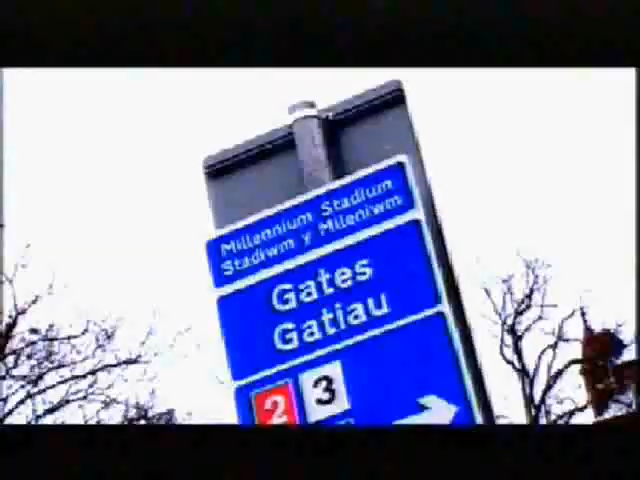 Millennium Stadium
Stadiwm y Mileniwm
Gates
Gatiau
2 3